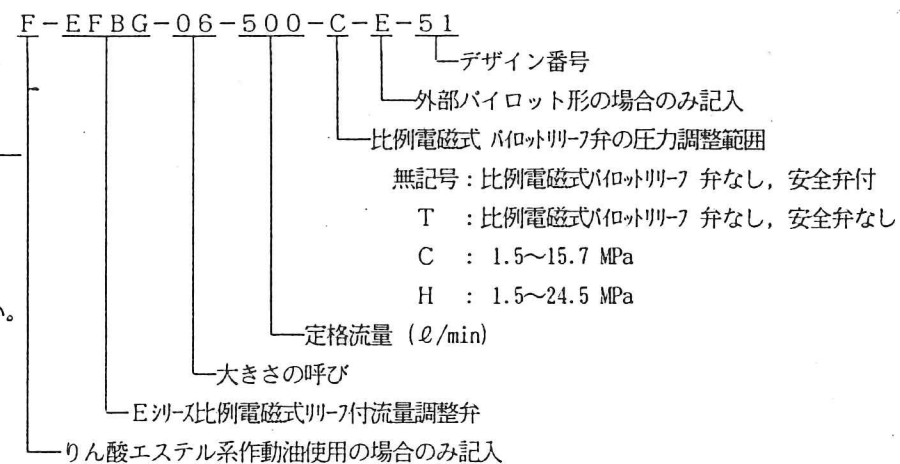 F-EFBG-06-500-C-E-51
デザイン番号
外部パイロット形の場合のみ記入
比例電磁式 パイロットリリーフ弁の圧力調整範囲
無記号：比例電磁式パイロットリリーフ 弁なし，安全弁付
T ：比例電磁式パイロットリリーフ 弁なし，安全弁なし
C ： 1.5～15.7 MPa
H ： 1.5～24.5 MPa
い。
定格流量 (ℓ/min)
大きさの呼び
Eシリーズ比例電磁式リリーフ付流量調整弁
りん酸エステル系作動油使用の場合のみ記入